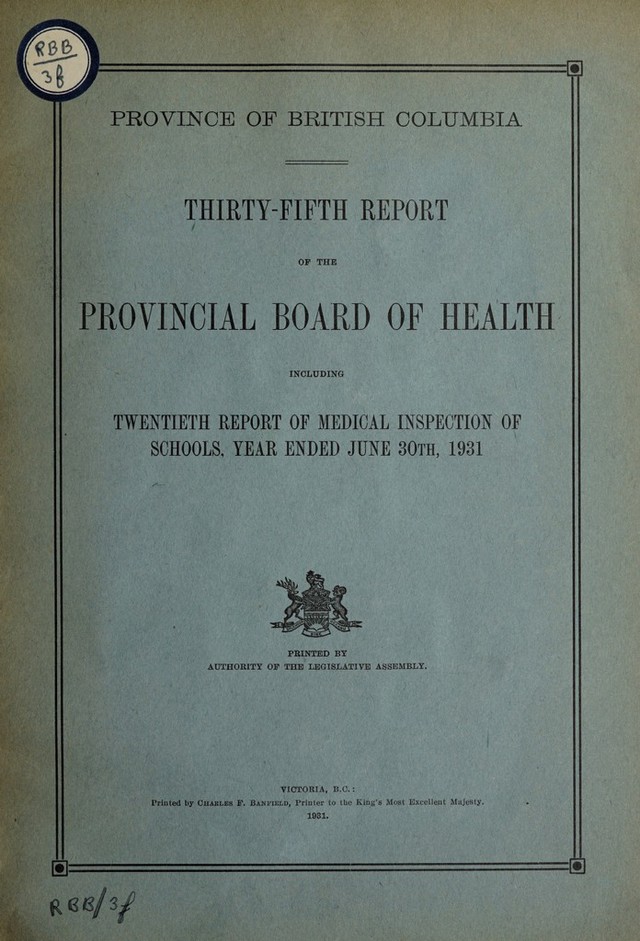 RBB
3f
PROVINCE OF BRITISH COLUMBIA
THIRTY-FIFTH REPORT
OF THE
PROVINCIAL BOARD OF HEALTH
INCLUDING
TWENTIETH REPORT OF MEDICAL INSPECTION OF
SCHOOLS, YEAR ENDED JUNE 30TH, 1931
PRINTED BY
AUTHORITY OF THE LEGISLATIVE ASSEMBLY.
VICTORIA, B.C.:
Printed by CHARLES F. BANFIELD, Printer to the King's Most Excellent Majesty.
1931.
RBB/3f